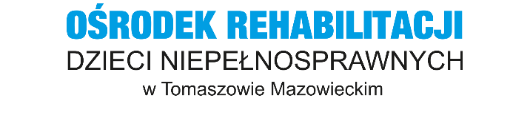 OŚRODEK REHABILITACJI
DZIECI NIEPEŁNOSPRAWNYCH
w Tomaszowie Mazowieckim